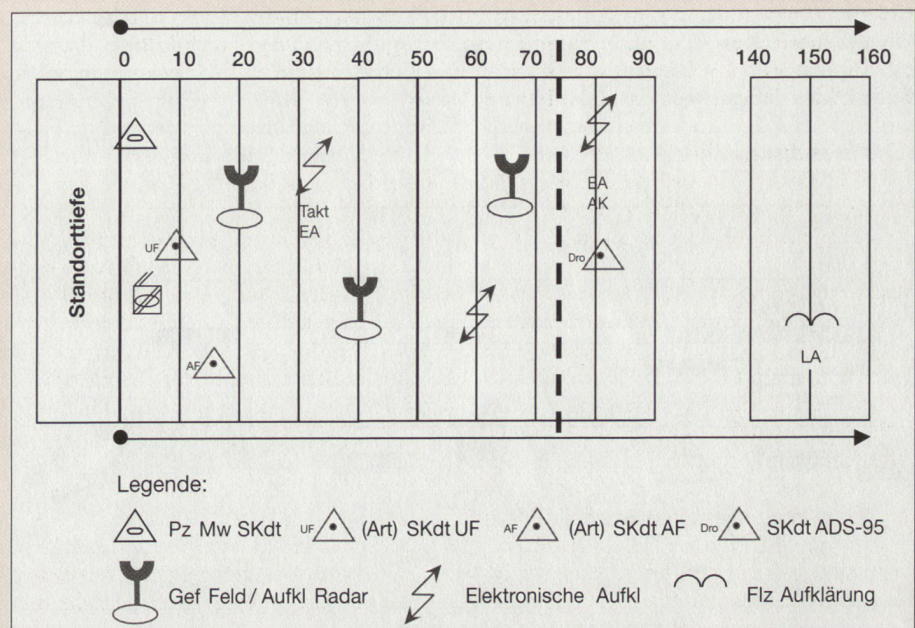 0 10 20 30 40 50 60 70 80 90 140 150 160
Standorttiefe
EA
AK
Takt
EA
UF
Dro
AF
LA
Legende:
Pz Mw SKdt UF (Art) SKdt UF AF (Art) SKdt AF Dro SKdt ADS-95
Gef Feld / Aufkl Radar Elektronische Aufkl Flz Aufklärung